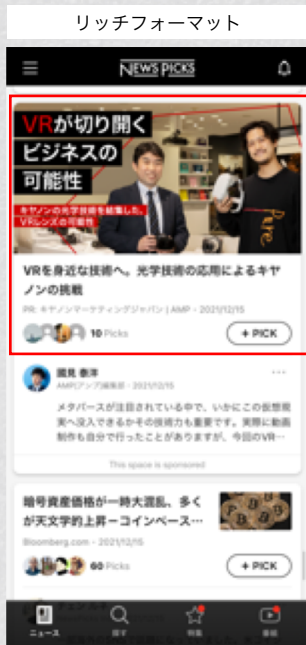 リッチフォーマット
NEWS PICKS
VRが切り開く
ビジネスの
可能性
キヤノンの光学技術を結集した、
VRレンズの可能性
Pure
VRを身近な技術へ。光学技術の応用によるキヤ
ノンの挑戦
PR: キヤノンマーケティングジャパン | AMP・2021/12/15
10 Picks
+ PICK
國見 泰洋
AMP(アンプ)編集部・2021/12/15
メタバースが注目されている中で、いかにこの仮想現
実へ没入できるかその技術力も重要です。実際に動画
制作も自分で行ったことがありますが、今回のVR…
This space is sponsored
暗号資産価格が一時大混乱、多く
が天文学的上昇－コインベース…
Bloomberg.com・2021/12/15
60 Picks
+ PICK
ニュース
探す
特集
番組